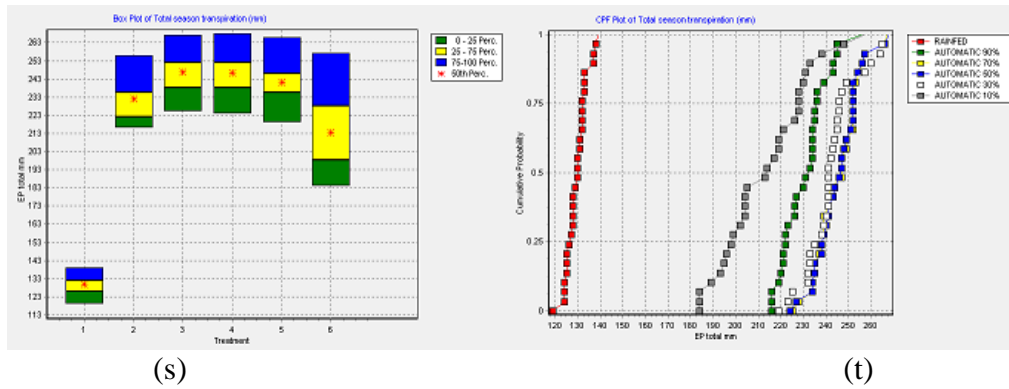 Box Plot of Total season transpiration (mm)
EP total mm
263
253
243
233
223
213
203
193
183
173
163
153
143
133
123
113
1 2 3 4 5 6
Treatment
0 - 25 Perc.
25 - 75 Perc.
75-100 Perc.
50th Perc.
(s)
CPF Plot of Total season transpiration (mm)
Cumulative Probability
1
0.75
0.5
0.25
0
120 130 140 150 160 170 180 190 200 210 220 230 240 250 260
EP total mm
RAINFED
AUTOMATIC 90%
AUTOMATIC 70%
AUTOMATIC 50%
AUTOMATIC 30%
AUTOMATIC 10%
(t)